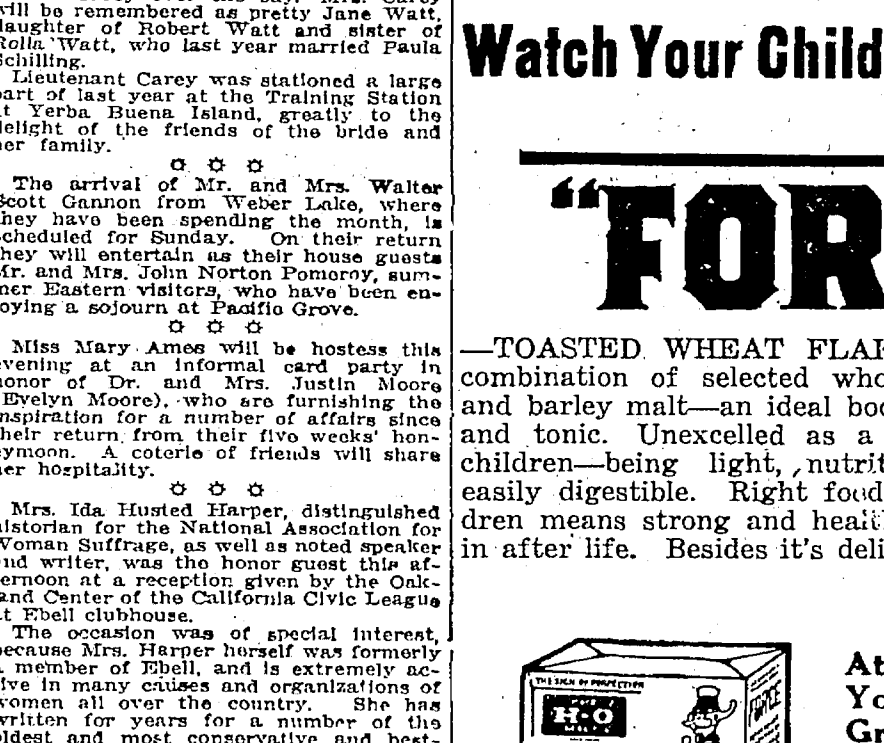 will be remembered as pretty Jane Watt,
daughter of Robert Watt and sister of
Rolla Watt, who last year married Paula
Schilling.
Lieutenant Carey was stationed a large
part of last year at the Training Station
at Yerba Buena Island, greatly to the
delight of the friends of the bride and
her family.
The arrival of Mr. and Mrs. Walter
Scott Gannon from Weber Lake, where
they have been spending the month, is
scheduled for Sunday. On their return
they will entertain as their house guests
Mr. and Mrs. John Norton Pomoroy, sum-
mer Eastern visitors, who have been en-
joying a sojourn at Pacific Grove.
Miss Mary Ames will be hostess this
evening at an informal card party in
honor of Dr. and Mrs. Justin Moore
(Evelyn Moore), who are furnishing the
inspiration for a number of affairs since
their return from their five weeks' hon-
eymoon. A coterie of friends will share
her hospitality.
Mrs. Ida Husted Harper, distinguished
historian for the National Association for
Woman Suffrage, as well as noted speaker
and writer, was the honor guest this af-
ternoon at a reception given by the Oak-
land Center of the California Civic League
at Ebell clubhouse.
The occasion was of special interest,
because Mrs. Harper herself was formerly
a member of Ebell, and is extremely ac-
tive in many causes and organizations of
women all over the country. She has
written for years for a number of the
oldest and most conservative and best-
Watch Your Child
"FOR
—TOASTED WHEAT FLA
combination of selected who
and barley malt—an ideal bo
and tonic. Unexcelled as a
children—being light, nutrit
easily digestible. Right food
dren means strong and healt
in after life. Besides it's deli
THE SIGN OF PERFECTION
H-O
FORCE
At
Yo
Gr